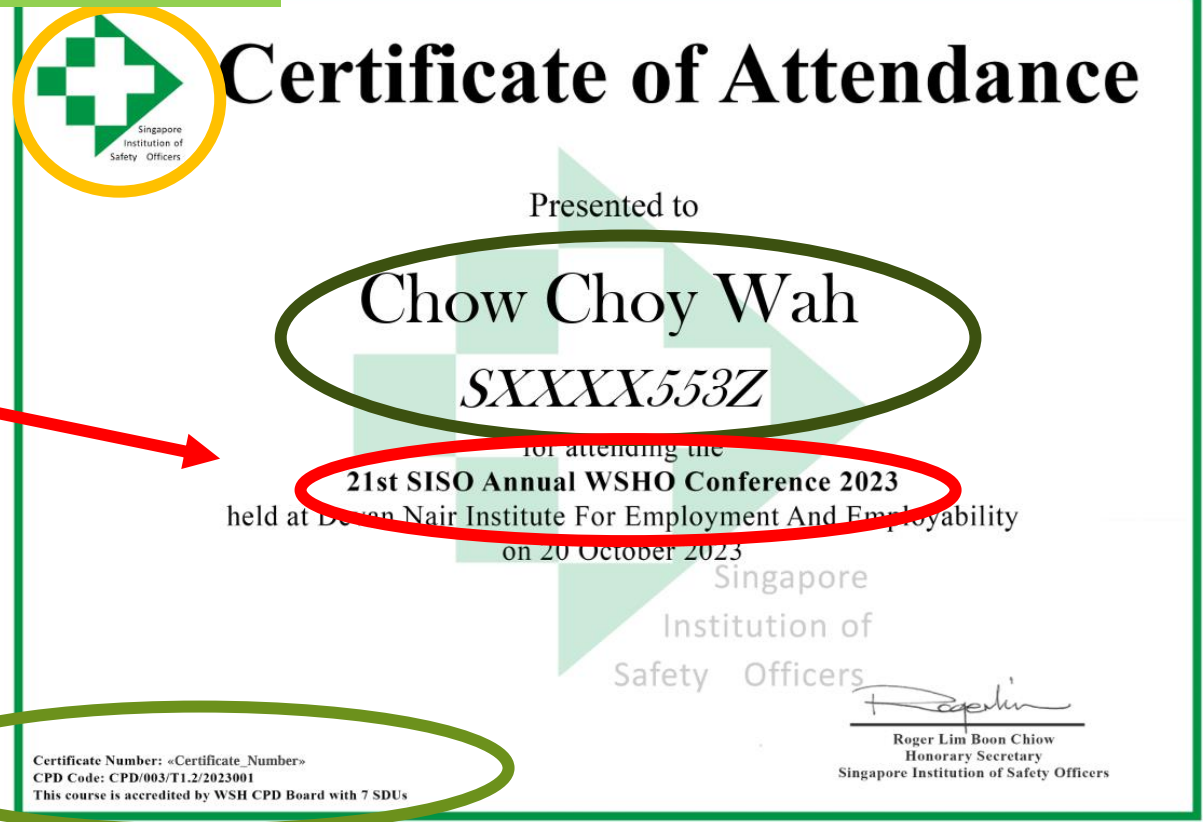 Singapore
Institution of
Safety Officers
Certificate of Attendance
Presented to
Chow Choy Wah
SXXXX553Z
for attending the
21st SISO Annual WSHO Conference 2023
held at Devan Nair Institute For Employment And Employability
on 20 October 2023
Singapore
Institution of
Safety Officers
Rogerlim
Roger Lim Boon Chiow
Honorary Secretary
Singapore Institution of Safety Officers
Certificate Number: «Certificate_Number»
CPD Code: CPD/003/T1.2/2023001
This course is accredited by WSH CPD Board with 7 SDUs